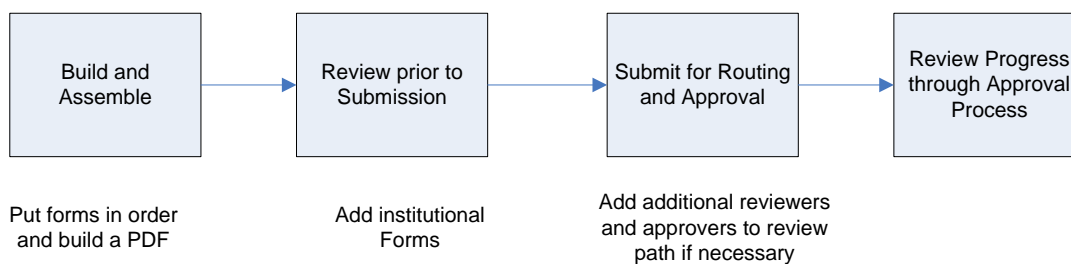 Build and
Assemble
Review prior to
Submission
Submit for Routing
and Approval
Review Progress
through Approval
Process
Put forms in order
and build a PDF
Add institutional
Forms
Add additional reviewers
and approvers to review
path if necessary